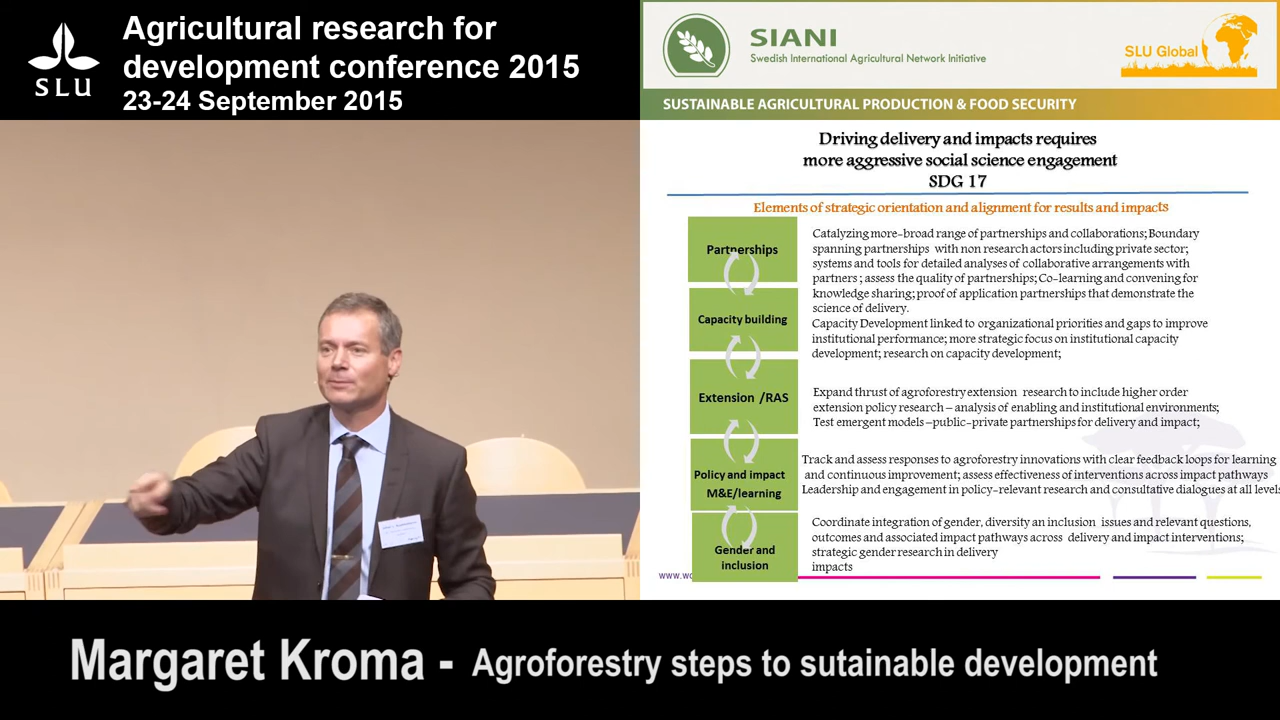 SLU
Agricultural research for
development conference 2015
23-24 September 2015
SIANI
Swedish International Agricultural Network Initiative
SLU Global
SUSTAINABLE AGRICULTURAL PRODUCTION & FOOD SECURITY
Driving delivery and impacts requires
more aggressive social science engagement
SDG 17
Elements of strategic orientation and alignment for results and impacts
Partnerships
Catalyzing more-broad range of partnerships and collaborations; Boundary
spanning partnerships with non research actors including private sector;
systems and tools for detailed analyses of collaborative arrangements with
partners ; assess the quality of partnerships; Co-learning and convening for
knowledge sharing; proof of application partnerships that demonstrate the
science of delivery.
Capacity building
Capacity Development linked to organizational priorities and gaps to improve
institutional performance; more strategic focus on institutional capacity
development; research on capacity development;
Extension /RAS
Expand thrust of agroforestry extension research to include higher order
extension policy research – analysis of enabling and institutional environments;
Test emergent models –public-private partnerships for delivery and impact;
Policy and impact
M&E/learning
Track and assess responses to agroforestry innovations with clear feedback loops for learning
and continuous improvement; assess effectiveness of interventions across impact pathways
Leadership and engagement in policy-relevant research and consultative dialogues at all levels
Gender and
inclusion
Coordinate integration of gender, diversity an inclusion issues and relevant questions,
outcomes and associated impact pathways across delivery and impact interventions;
strategic gender research in delivery
impacts
Margaret Kroma - Agroforestry steps to sutainable development